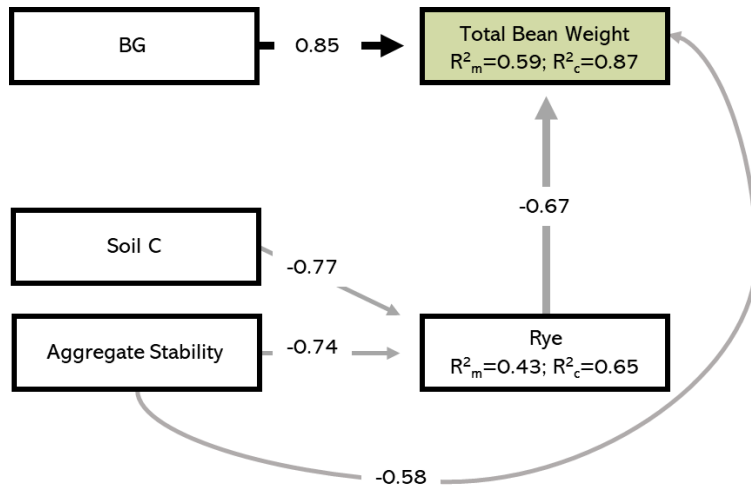 BG
0.85
Total Bean Weight
R²ₘ=0.59; R²c=0.87
-0.67
Soil C
-0.77
Aggregate Stability
-0.74
Rye
R²ₘ=0.43; R²c=0.65
-0.58